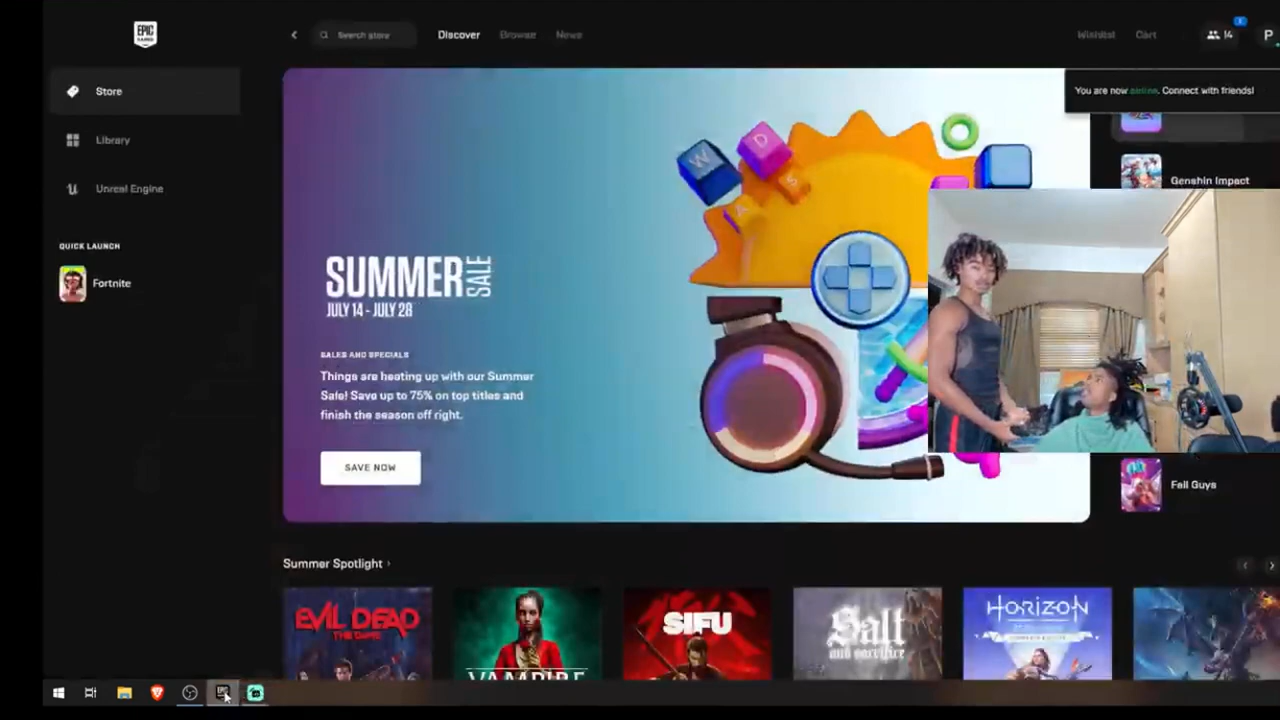 EPIC
GAMES
Search store
Discover
Browse
News
Wishlist
Cart
14
P
Store
Library
Unreal Engine
QUICK LAUNCH
Fortnite
You are now online. Connect with friends!
W
D
S
A
SUMMER
SALE
JULY 14 - JULY 28
SALES AND SPECIALS
Things are heating up with our Summer
Sale! Save up to 75% on top titles and
finish the season off right.
SAVE NOW
Genshin Impact
Fall Guys
Summer Spotlight
EVIL DEAD
THE GAME
VAMPIRE
SIFU
Salt
and sacrifice
HORIZON